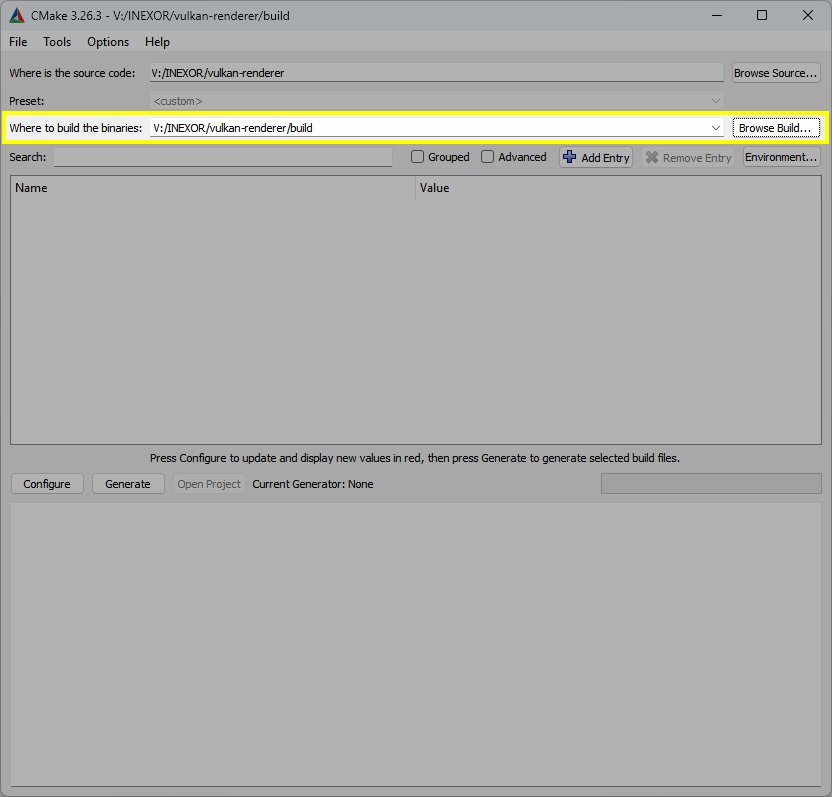 CMake 3.26.3 - V:/INEXOR/vulkan-renderer/build
File Tools Options Help
Where is the source code: V:/INEXOR/vulkan-renderer Browse Source...
Preset: <custom>
Where to build the binaries: V:/INEXOR/vulkan-renderer/build Browse Build...
Search: Grouped Advanced Add Entry Remove Entry Environment...
Name Value
Press Configure to update and display new values in red, then press Generate to generate selected build files.
Configure Generate Open Project Current Generator: None